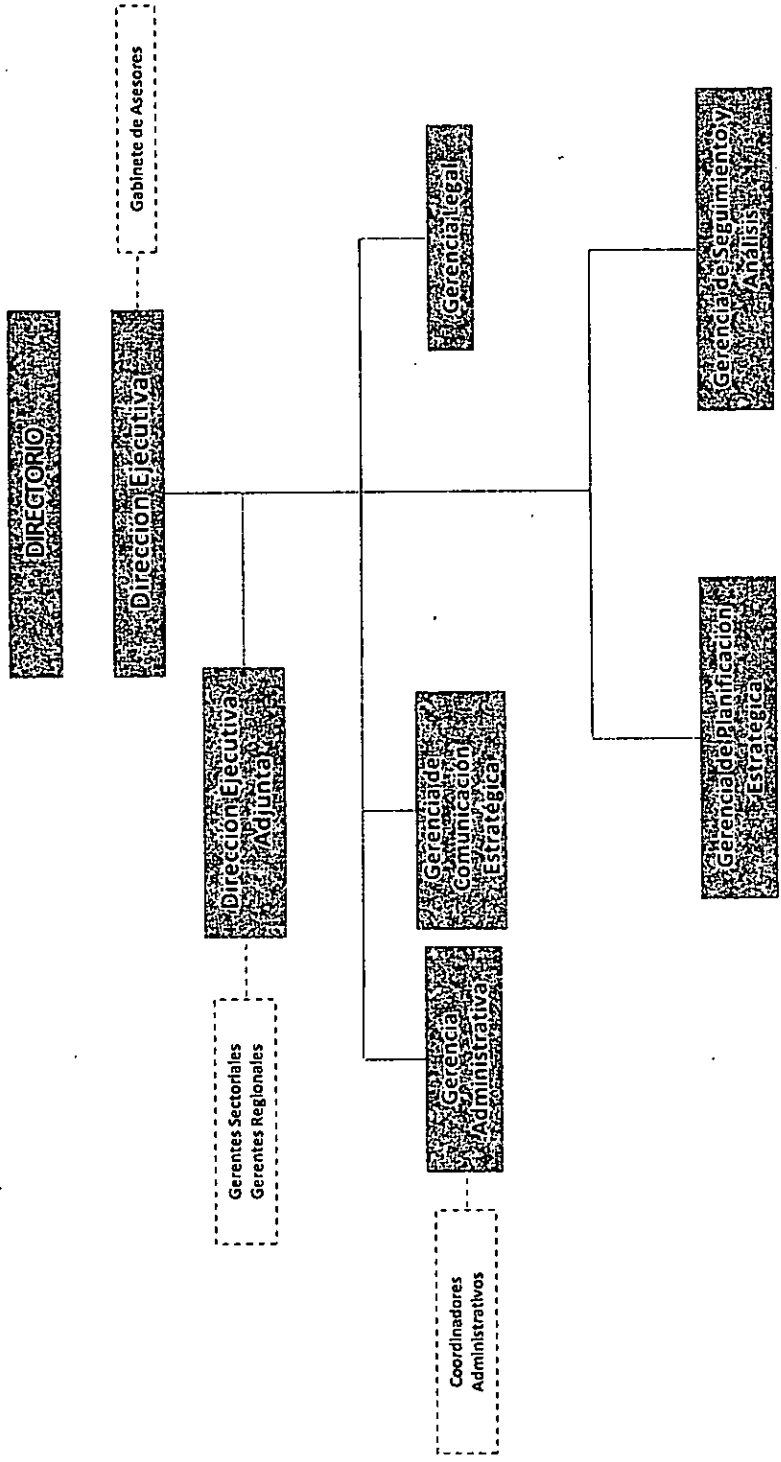 DIRECTORIO
Dirección Ejecutiva
Gabinete de Asesores
Dirección Ejecutiva
Adjunta
Gerentes Sectoriales
Gerentes Regionales
Gerencia
Administrativa
Gerencia de
Comunicación
Estratégica
Gerencia Legal
Coordinadores
Administrativos
Gerencia de Planificación
Estratégica
Gerencia de Seguimiento y
Análisis